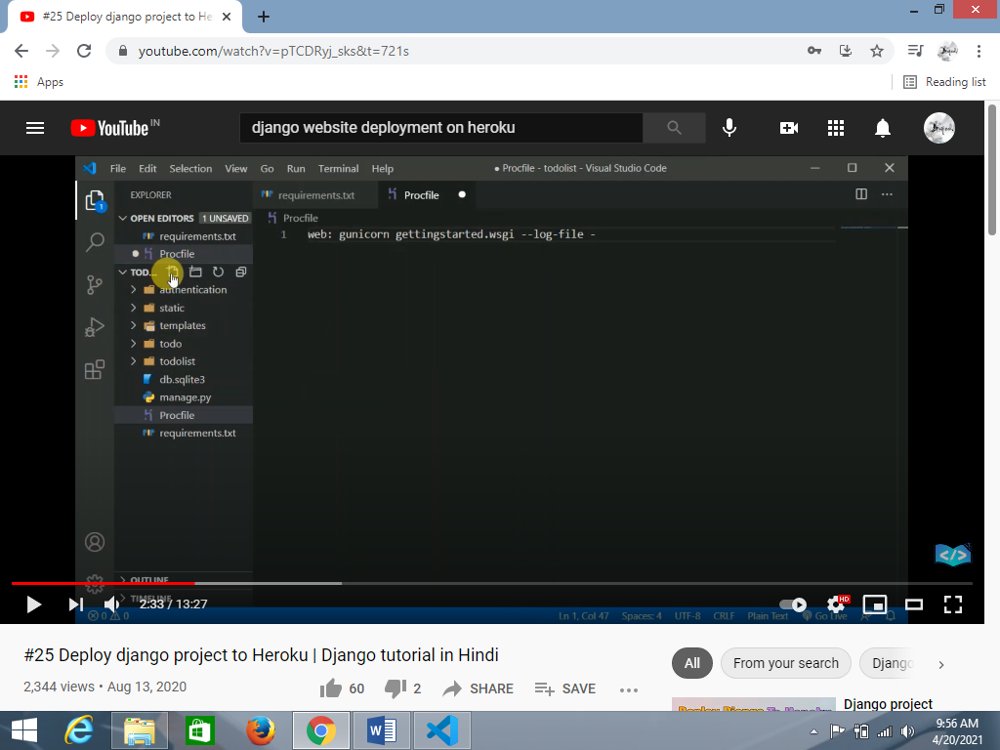 #25 Deploy django project to He
youtube.com/watch?v=pTCDRyj_sks&t=721s
Apps
Reading list
YouTube IN
django website deployment on heroku
File Edit Selection View Go Run Terminal Help
● Procfile - todolist - Visual Studio Code
EXPLORER
requirements.txt
Procfile
OPEN EDITORS 1 UNSAVED
requirements.txt
Procfile
Procfile
1 web: gunicorn gettingstarted.wsgi --log-file -
TOD...
authentication
static
templates
todo
todolist
db.sqlite3
manage.py
Procfile
requirements.txt
OUTLINE
TIMELINE
2:33 / 13:27
HD
0 0 Ln 1, Col 47 Spaces: 4 UTF-8 CRLF Plain Text Go Live
#25 Deploy django project to Heroku | Django tutorial in Hindi
2,344 views • Aug 13, 2020
60 2 SHARE SAVE
All From your search Django
Django project
9:56 AM
4/20/2021